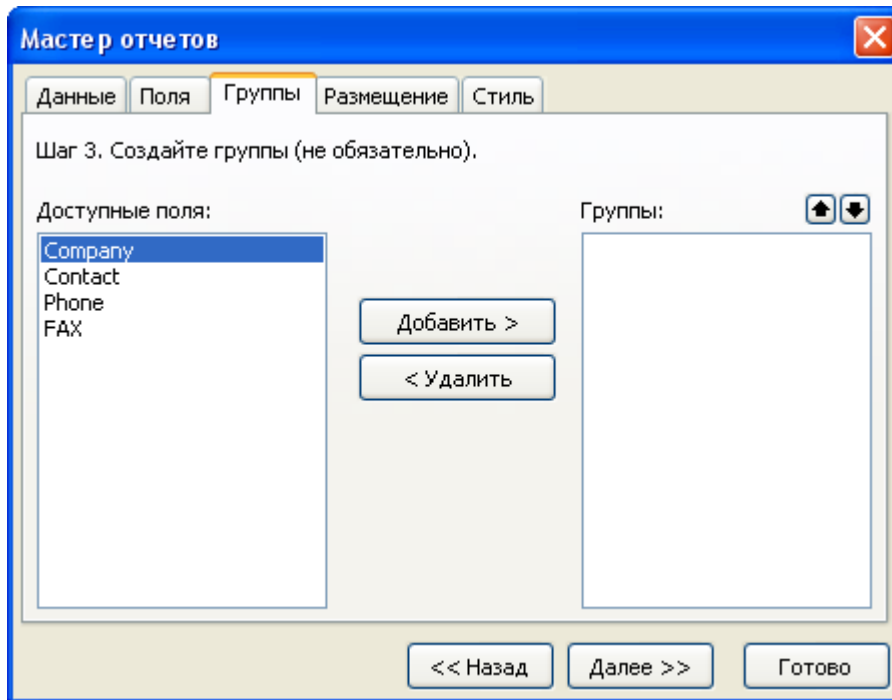 Мастер отчетов
Данные Поля Группы Размещение Стиль
Шаг 3. Создайте группы (не обязательно).
Доступные поля: Группы:
Company
Contact
Phone
FAX
Добавить >
< Удалить
<< Назад Далее >> Готово